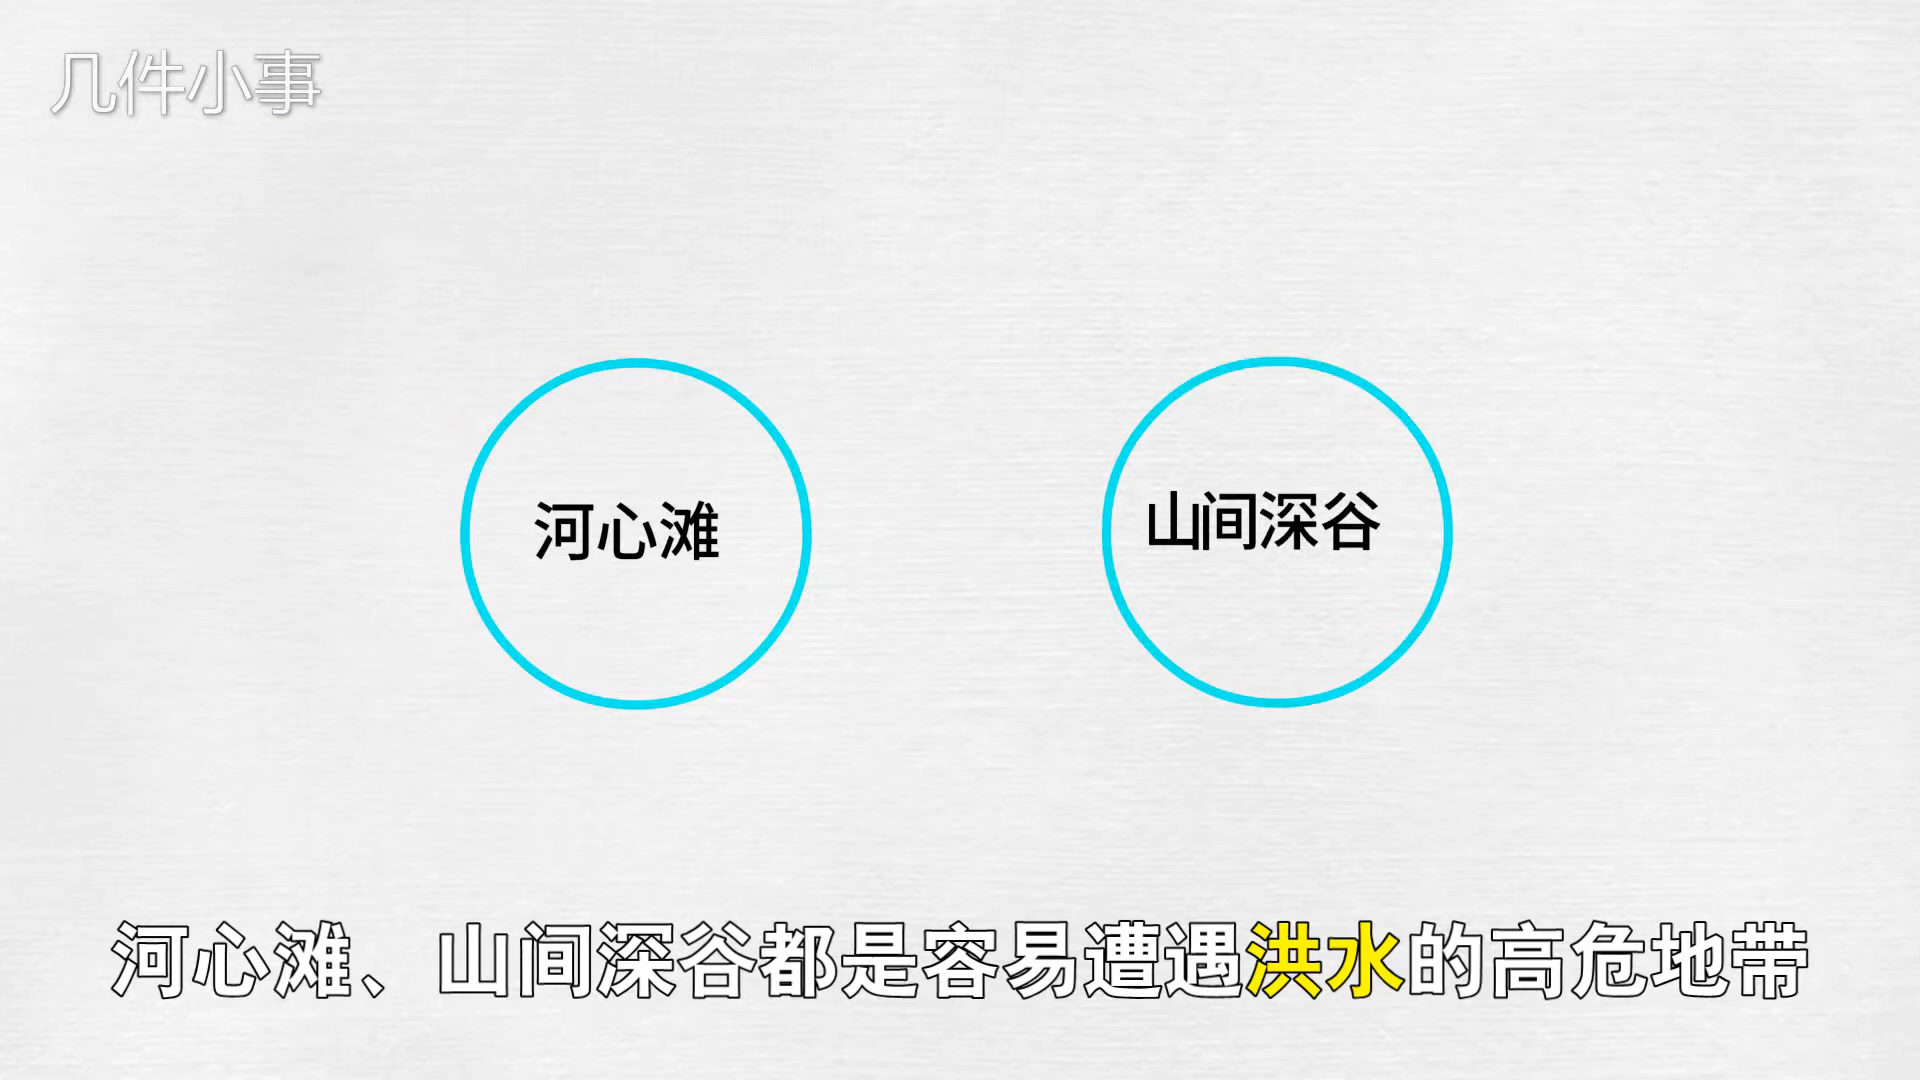 几件小事
河心滩
山间深谷
河心滩、山间深谷都是容易遭遇洪水的高危地带